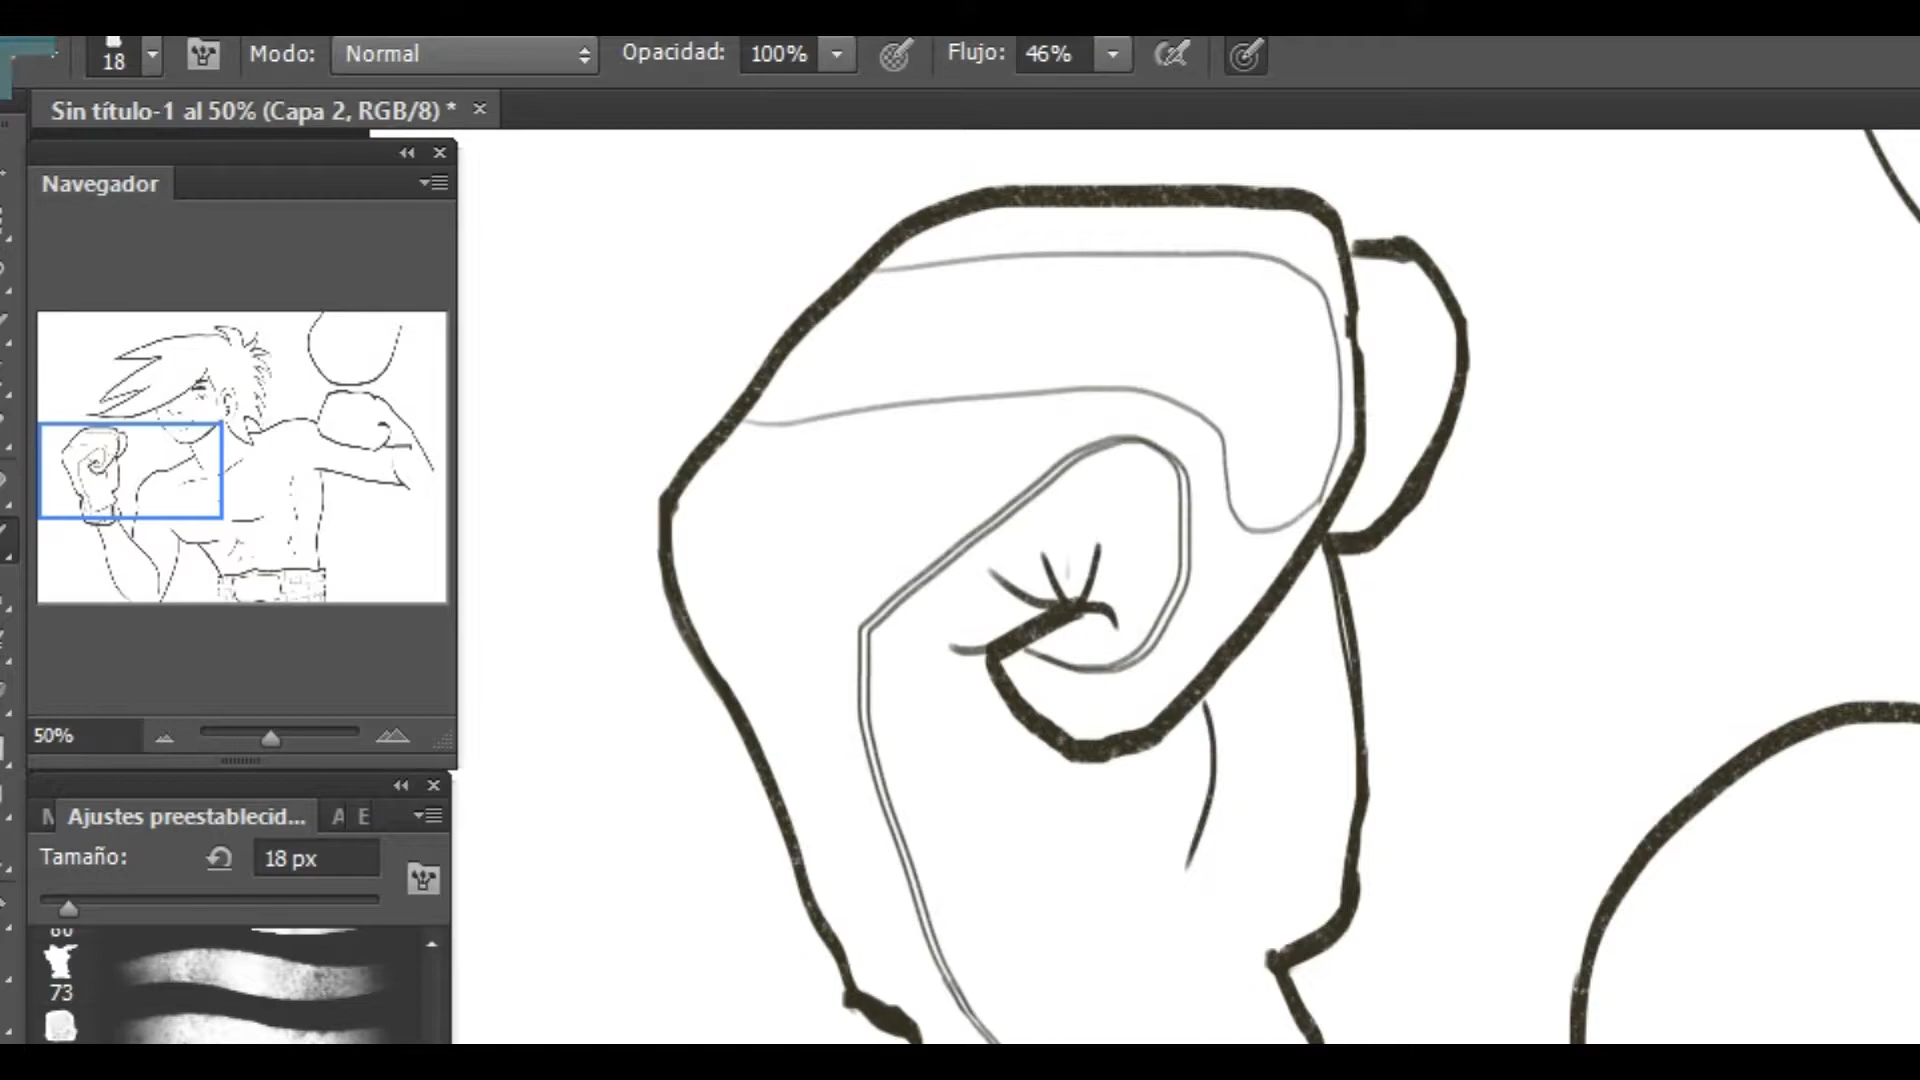 18 Modo: Normal Opacidad: 100% Flujo: 46%
Sin título-1 al 50% (Capa 2, RGB/8) *
Navegador
50%
Ajustes preestablecid... A E
Tamaño: 18 px
73